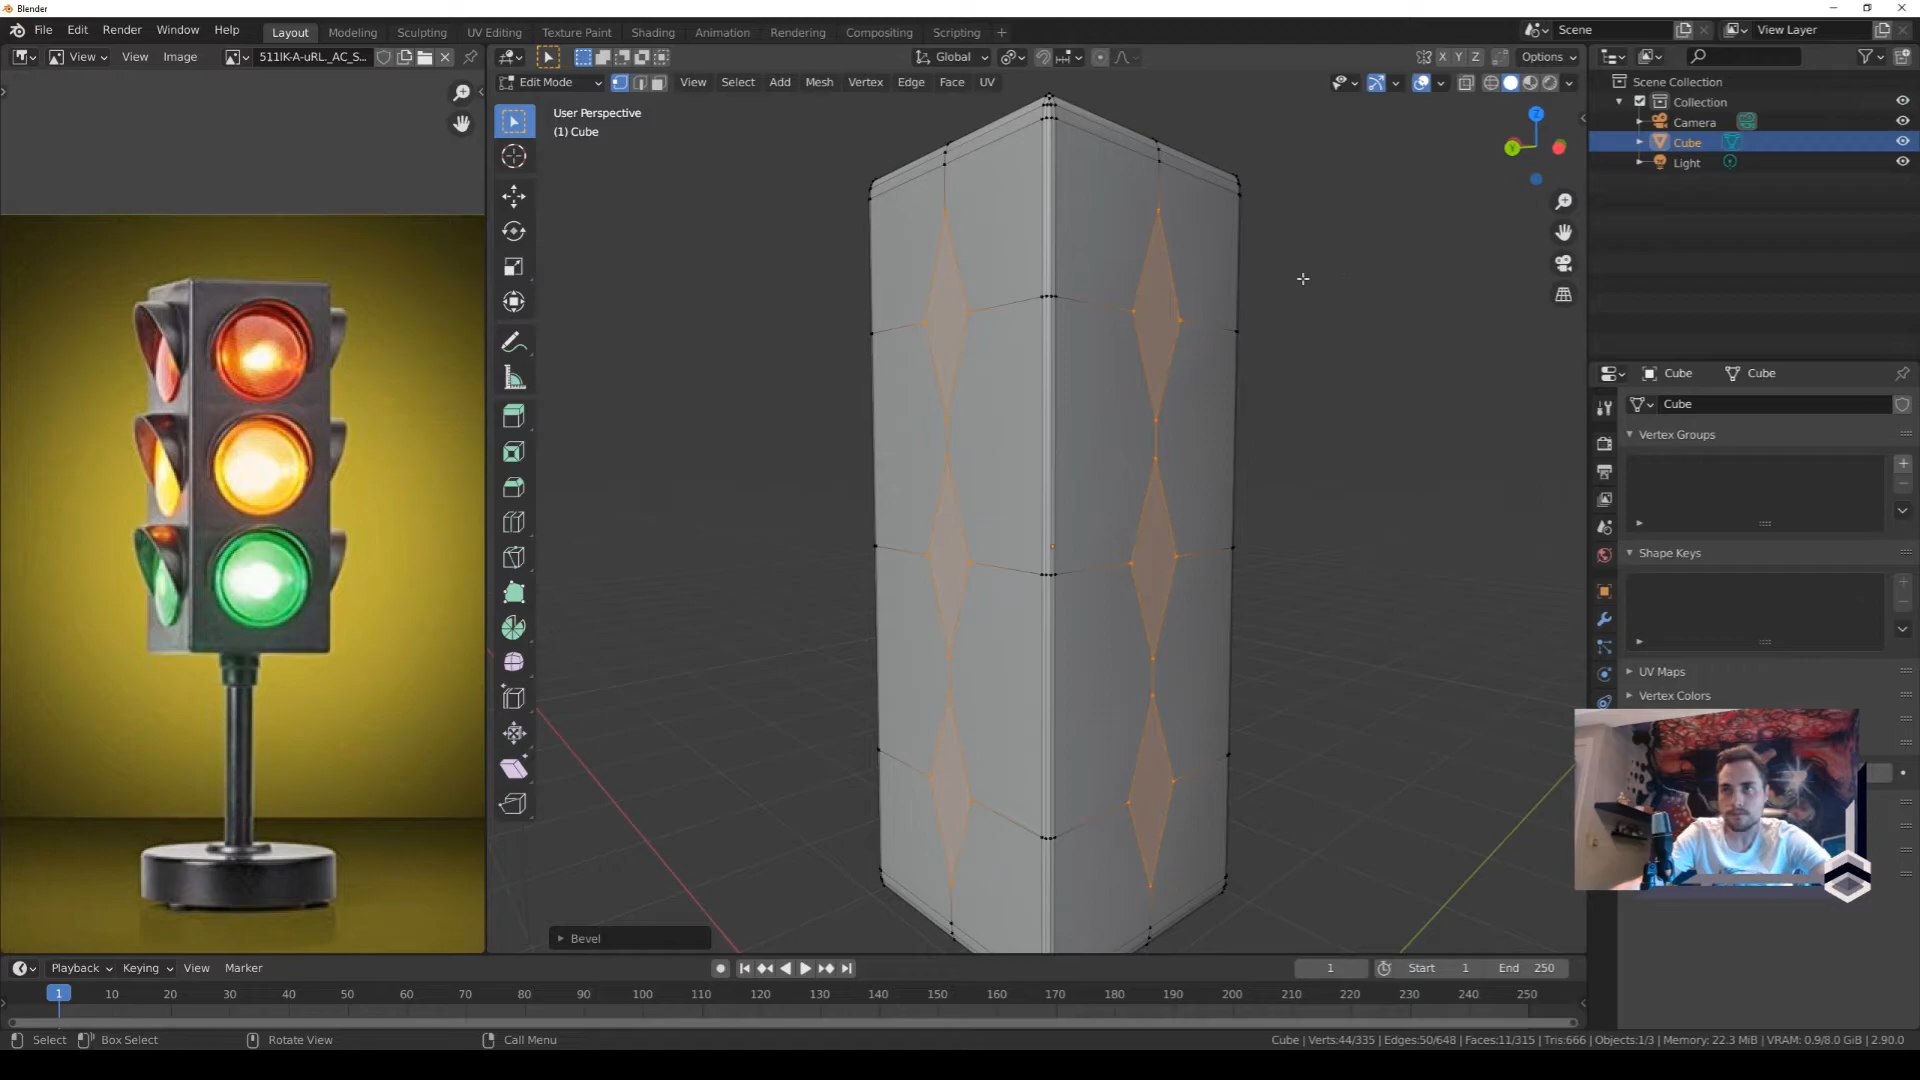 Blender
File Edit Render Window Help
Layout Modeling Sculpting UV Editing Texture Paint Shading Animation Rendering Compositing Scripting +
Scene
View Layer
View View Image 511lK-A-uRL._AC_S...
Global
X Y Z Options
Edit Mode View Select Add Mesh Vertex Edge Face UV
User Perspective
(1) Cube
Z
Y
Scene Collection
Collection
Camera
Cube
Light
Cube Cube
Cube
Vertex Groups
Shape Keys
UV Maps
Vertex Colors
Bevel
Playback Keying View Marker
1 Start 1 End 250
1 10 20 30 40 50 60 70 80 90 100 110 120 130 140 150 160 170 180 190 200 210 220 230 240 250
Select Box Select Rotate View Call Menu
Cube | Verts:44/335 | Edges:50/648 | Faces:11/315 | Tris:666 | Objects:1/3 | Memory: 22.3 MiB | VRAM: 0.9/8.0 GiB | 2.90.0